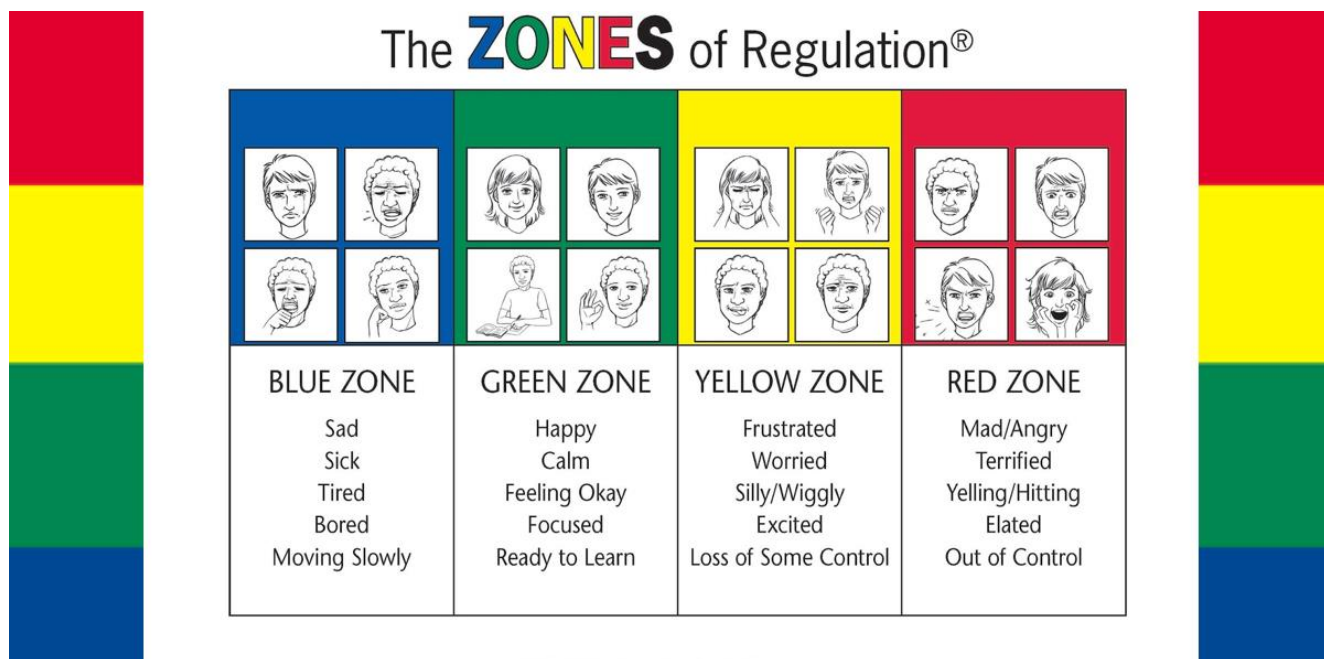 The ZONES of Regulation®
BLUE ZONE
Sad
Sick
Tired
Bored
Moving Slowly
GREEN ZONE
Happy
Calm
Feeling Okay
Focused
Ready to Learn
YELLOW ZONE
Frustrated
Worried
Silly/Wiggly
Excited
Loss of Some Control
RED ZONE
Mad/Angry
Terrified
Yelling/Hitting
Elated
Out of Control